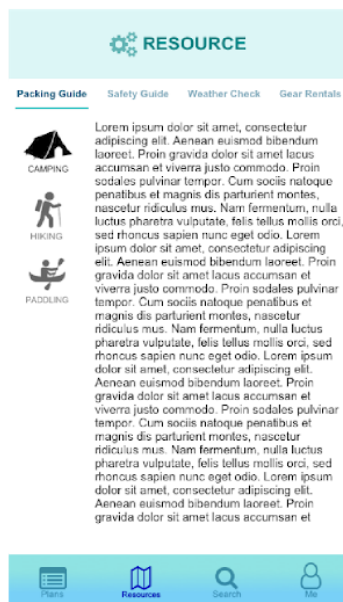 RESOURCE
Packing Guide Safety Guide Weather Check Gear Rentals
CAMPING
HIKING
PADDLING
Lorem ipsum dolor sit amet, consectetur
adipiscing elit. Aenean euismod bibendum
laoreet. Proin gravida dolor sit amet lacus
accumsan et viverra justo commodo. Proin
sodales pulvinar tempor. Cum sociis natoque
penatibus et magnis dis parturient montes,
nascetur ridiculus mus. Nam fermentum, nulla
luctus pharetra vulputate, felis tellus mollis orci,
sed rhoncus sapien nunc eget odio. Lorem
ipsum dolor sit amet, consectetur adipiscing
elit. Aenean euismod bibendum laoreet. Proin
gravida dolor sit amet lacus accumsan et
viverra justo commodo. Proin sodales pulvinar
tempor. Cum sociis natoque penatibus et
magnis dis parturient montes, nascetur
ridiculus mus. Nam fermentum, nulla luctus
pharetra vulputate, felis tellus mollis orci, sed
rhoncus sapien nunc eget odio. Lorem ipsum
dolor sit amet, consectetur adipiscing elit.
Aenean euismod bibendum laoreet. Proin
gravida dolor sit amet lacus accumsan et
viverra justo commodo. Proin sodales pulvinar
tempor. Cum sociis natoque penatibus et
magnis dis parturient montes, nascetur
ridiculus mus. Nam fermentum, nulla luctus
pharetra vulputate, felis tellus mollis orci, sed
rhoncus sapien nunc eget odio. Lorem ipsum
dolor sit amet, consectetur adipiscing elit.
Aenean euismod bibendum laoreet. Proin
gravida dolor sit amet lacus accumsan et
Plans Resources Search Me